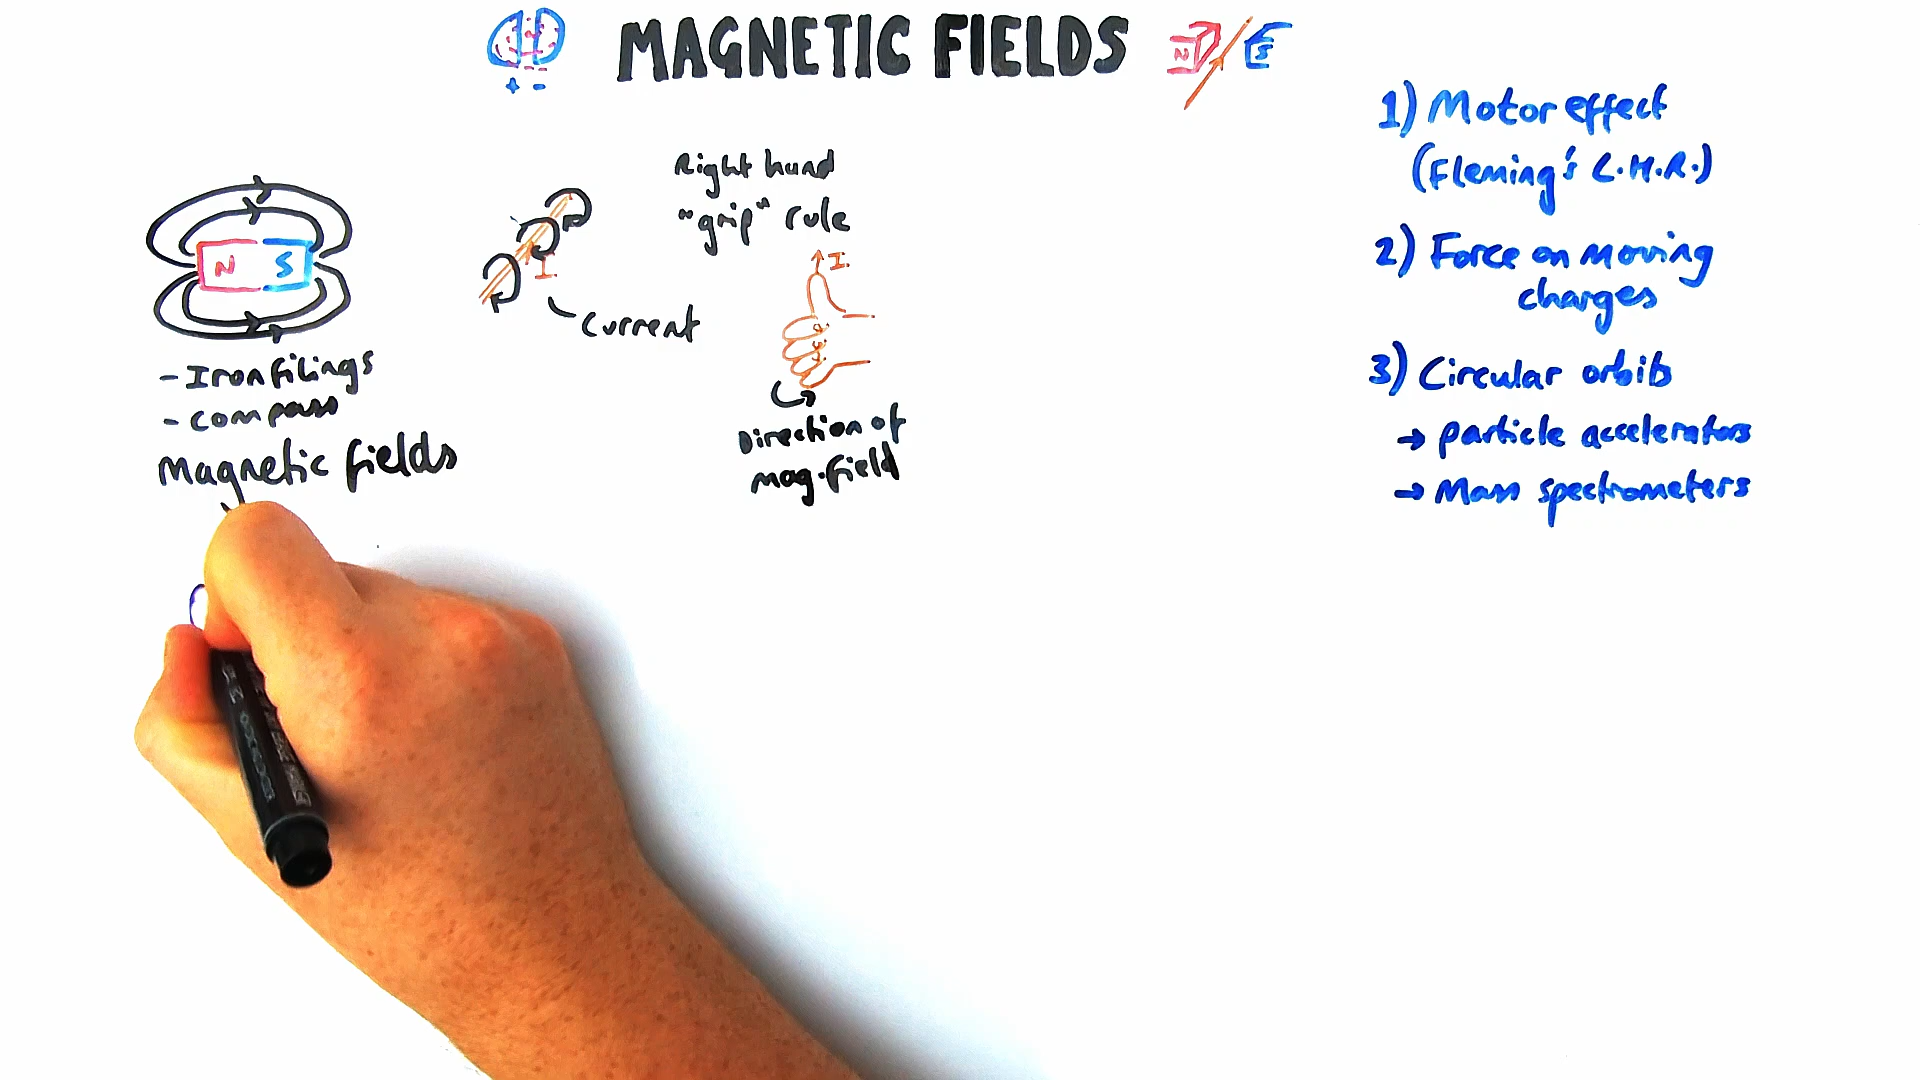 MAGNETIC FIELDS
N S
+ -
N S
- Iron filings
- compass
Magnetic fields
I
current
Right hand
"grip" rule
I.
Direction of
mag. field
1) Motor effect
(Fleming's L.H.R.)
2) Force on moving
charges
3) Circular orbits
→ particle accelerators
→ Mass spectrometers